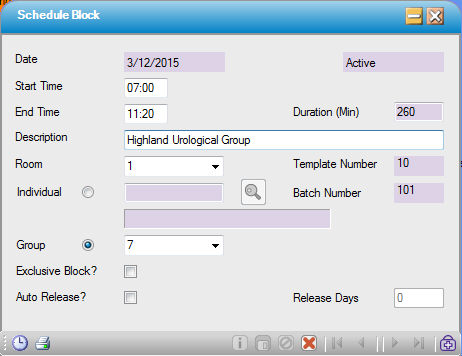 Schedule Block
Date 3/12/2015 Active
Start Time 07:00
End Time 11:20 Duration (Min) 260
Description Highland Urological Group
Room 1 Template Number 10
Individual Batch Number 101
Group 7
Exclusive Block?
Auto Release? Release Days 0